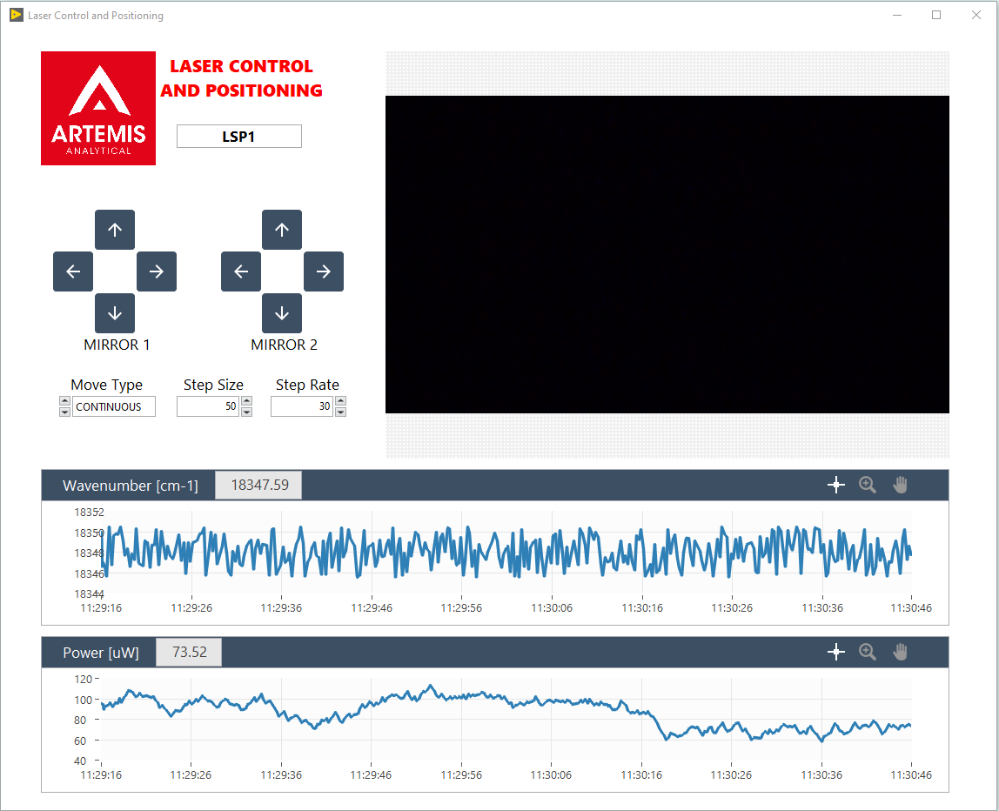 Laser Control and Positioning
ARTEMIS
ANALYTICAL
LASER CONTROL
AND POSITIONING
LSP1
MIRROR 1
MIRROR 2
Move Type
Step Size
Step Rate
CONTINUOUS
50
30
Wavenumber [cm-1]
18347.59
18352
18350
18348
18346
18344
11:29:16
11:29:26
11:29:36
11:29:46
11:29:56
11:30:06
11:30:16
11:30:26
11:30:36
11:30:46
Power [uW]
73.52
120
100
80
60
40
11:29:16
11:29:26
11:29:36
11:29:46
11:29:56
11:30:06
11:30:16
11:30:26
11:30:36
11:30:46